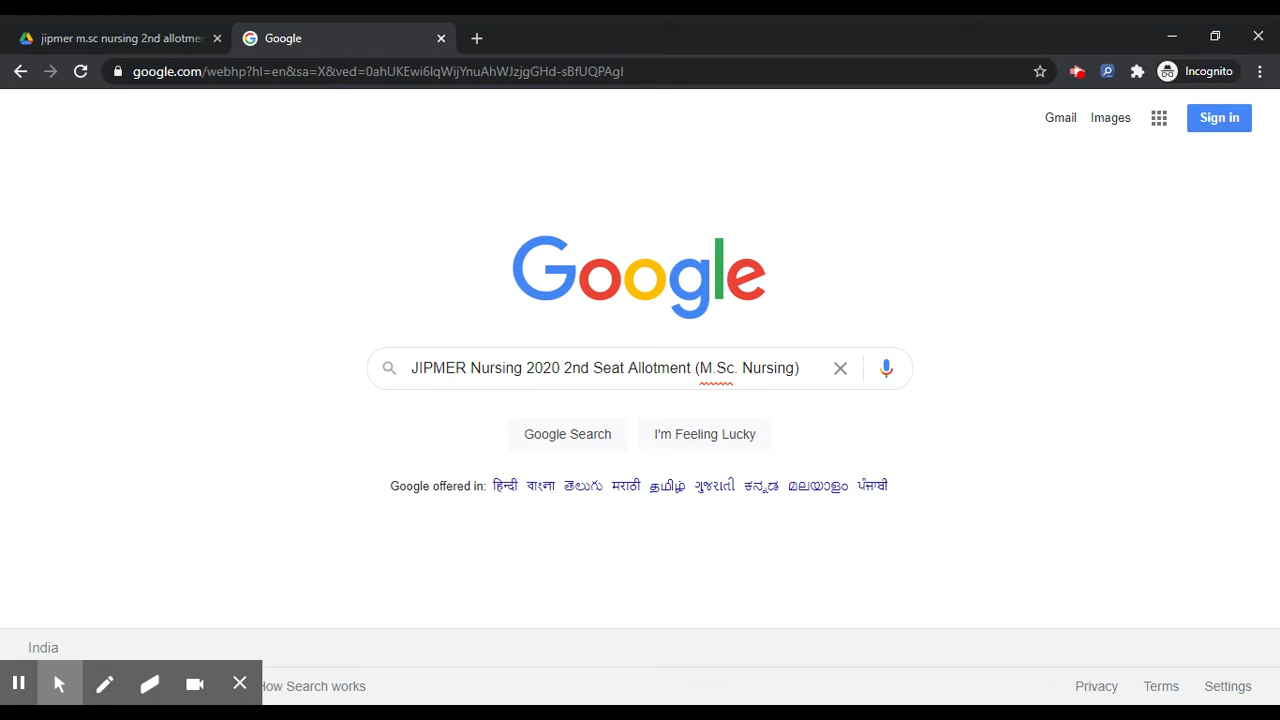 jipmer m.sc nursing 2nd allotmer
Google
google.com/webhp?hl=en&sa=X&ved=0ahUKEwi6lqWijYnuAhWJzjgGHd-sBfUQPAgI
Incognito
Gmail Images
Sign in
Google
JIPMER Nursing 2020 2nd Seat Allotment (M.Sc. Nursing)
Google Search I'm Feeling Lucky
Google offered in: हिन्दी বাংলা తెలుగు मराठी தமிழ் ગુજરાતી ಕನ್ನಡ മലയാളം ਪੰਜਾਬੀ
India
How Search works Privacy Terms Settings